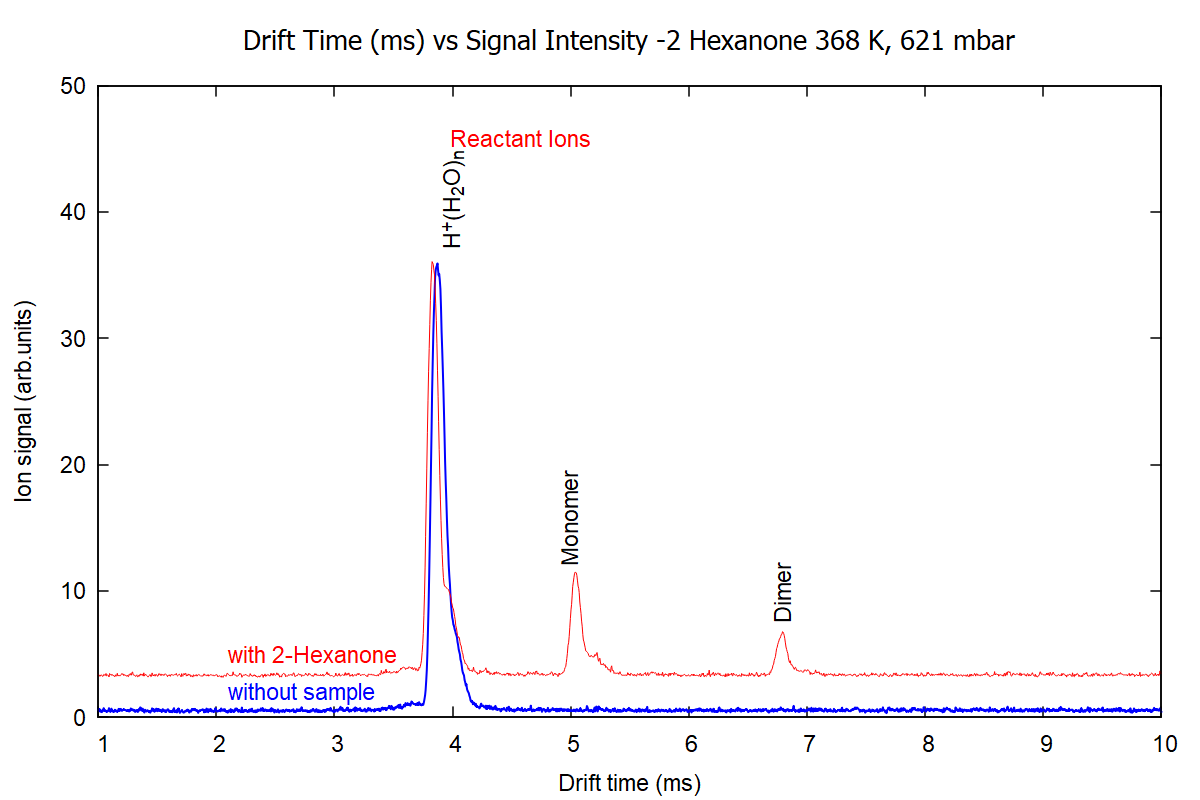 Drift Time (ms) vs Signal Intensity -2 Hexanone 368 K, 621 mbar
50
40
30
20
10
0
Ion signal (arb.units)
Reactant Ions
H⁺(H₂O)ₙ
Monomer
Dimer
with 2-Hexanone
without sample
1 2 3 4 5 6 7 8 9 10
Drift time (ms)